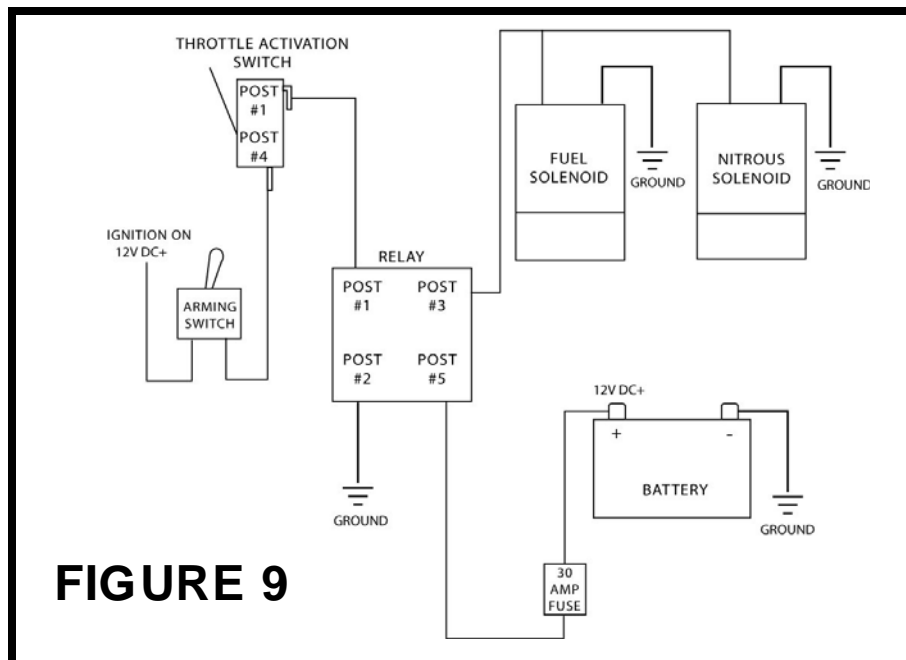 THROTTLE ACTIVATION
SWITCH
POST
#1
POST
#4
IGNITION ON
12V DC+
ARMING
SWITCH
RELAY
POST
#1
POST
#3
POST
#2
POST
#5
GROUND
FUEL
SOLENOID
GROUND
NITROUS
SOLENOID
GROUND
12V DC+
+
-
BATTERY
GROUND
30
AMP
FUSE
FIGURE 9